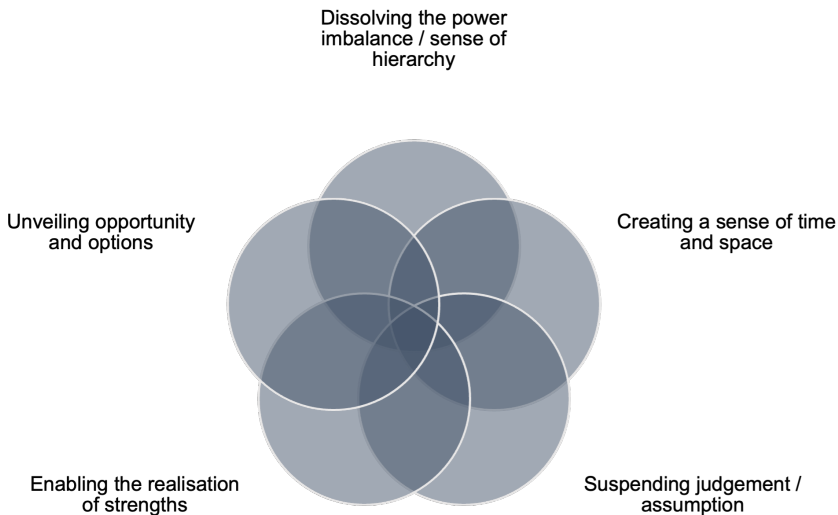 Dissolving the power
imbalance / sense of
hierarchy
Unveiling opportunity
and options
Creating a sense of time
and space
Enabling the realisation
of strengths
Suspending judgement /
assumption